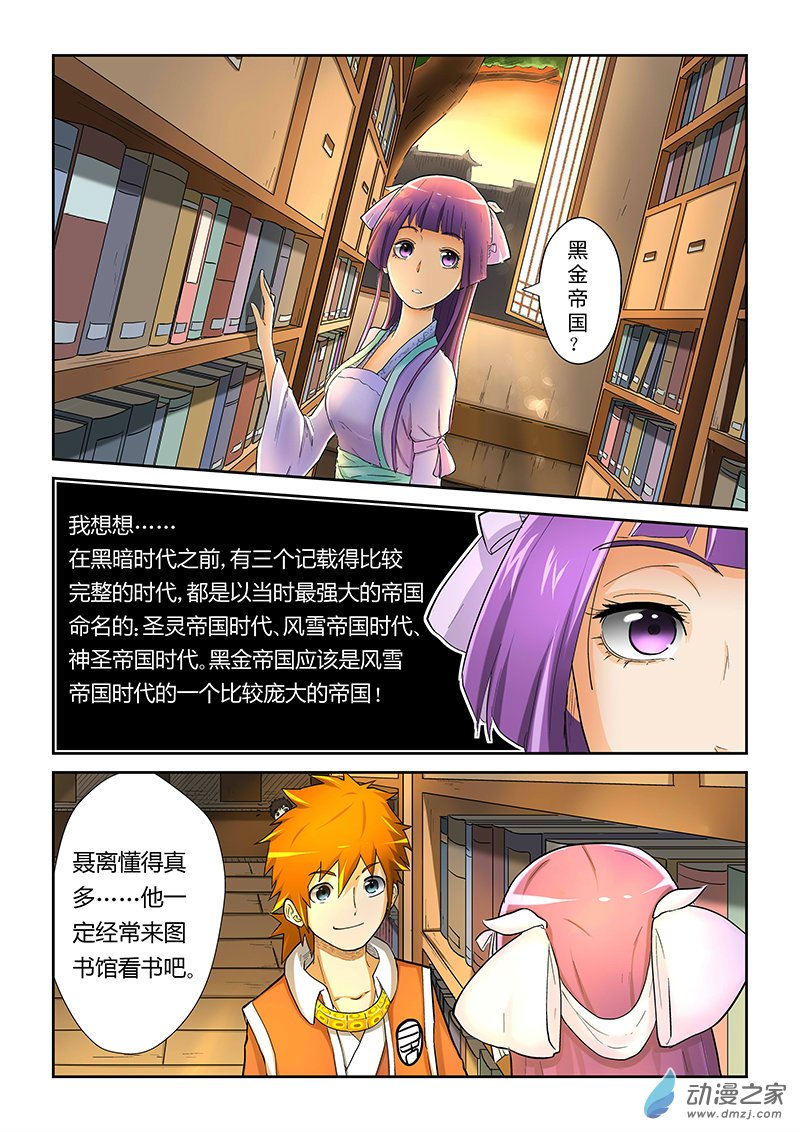 黑金帝国?
我想想……
在黑暗时代之前,有三个记载得比较
完整的时代,都是以当时最强大的帝国
命名的:圣灵帝国时代、风雪帝国时代、
神圣帝国时代。黑金帝国应该是风雪
帝国时代的一个比较庞大的帝国!
聂离懂得真
多……他一
定经常来图
书馆看书吧。
动漫之家
www.dmzj.com